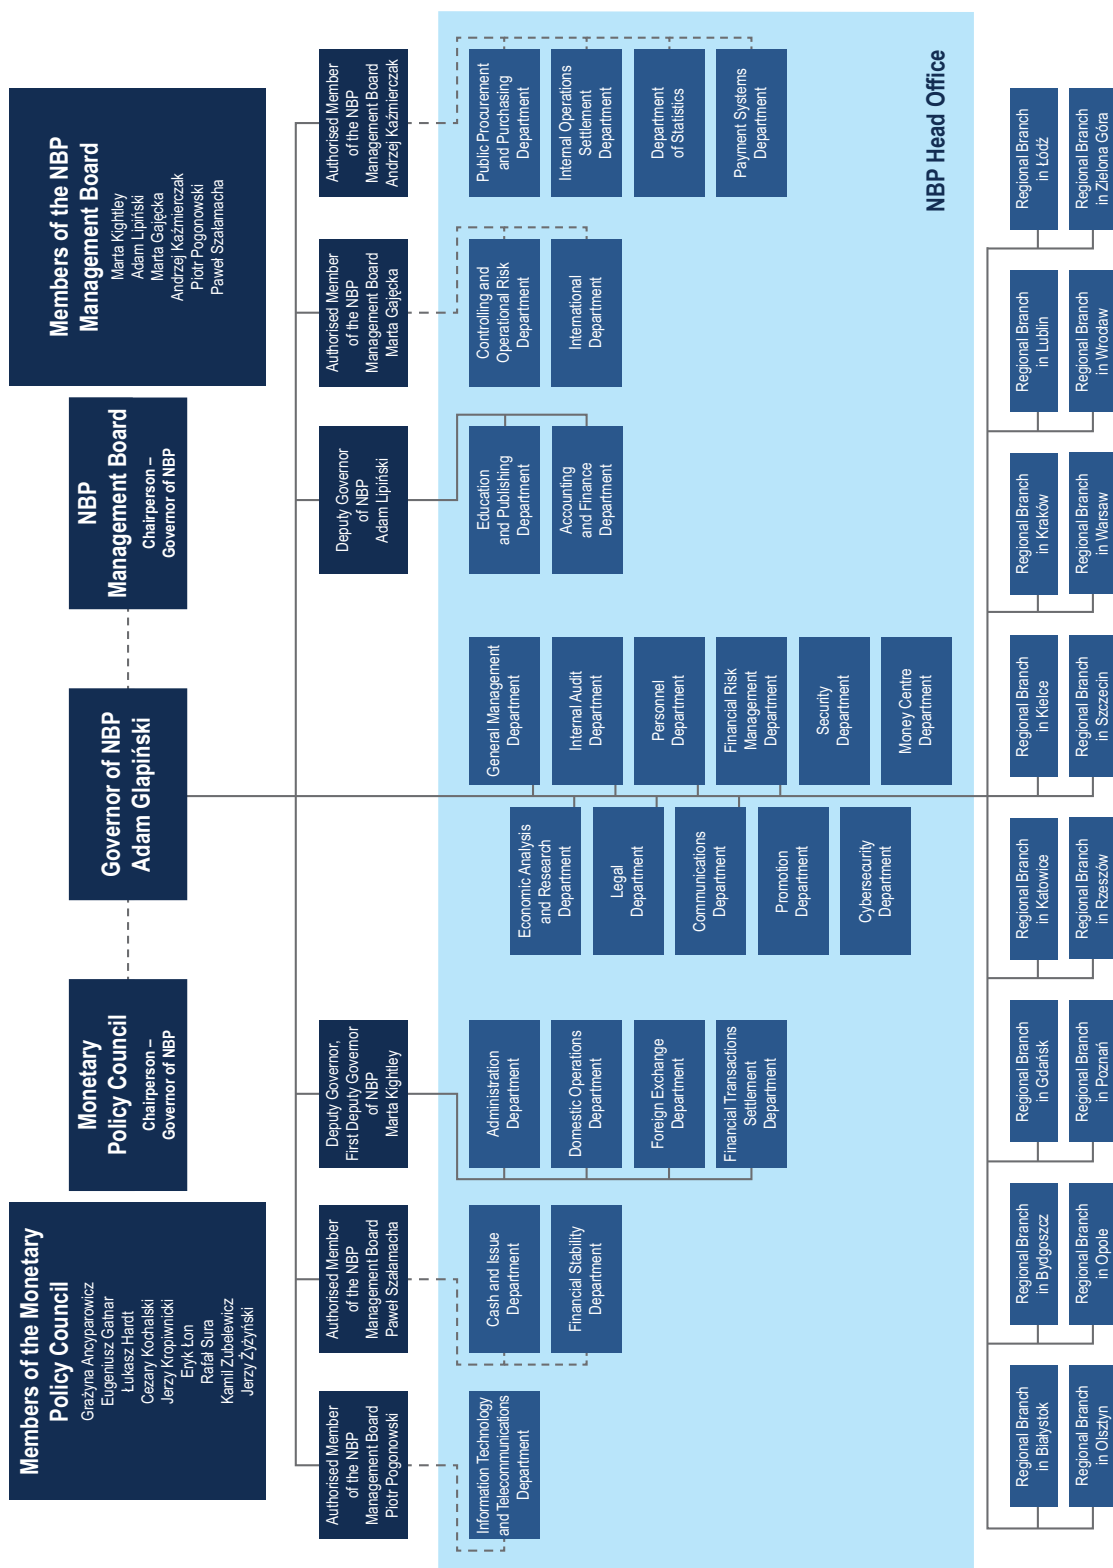 Members of the Monetary
Policy Council
Grażyna Ancyparowicz
Eugeniusz Gatnar
Łukasz Hardt
Cezary Kochalski
Jerzy Kropiwnicki
Eryk Łon
Rafał Sura
Kamil Zubelewicz
Jerzy Żyżyński
Monetary
Policy Council
Chairperson –
Governor of NBP
Governor of NBP
Adam Glapiński
NBP
Management Board
Chairperson –
Governor of NBP
Members of the NBP
Management Board
Marta Kightley
Adam Lipiński
Marta Gajęcka
Andrzej Kaźmierczak
Piotr Pogonowski
Paweł Szałamacha
Authorised Member
of the NBP
Management Board
Piotr Pogonowski
Authorised Member
of the NBP
Management Board
Paweł Szałamacha
Deputy Governor,
First Deputy Governor
of NBP
Marta Kightley
Deputy Governor
of NBP
Adam Lipiński
Authorised Member
of the NBP
Management Board
Marta Gajęcka
Authorised Member
of the NBP
Management Board
Andrzej Kaźmierczak
Information Technology
and Telecommunications
Department
Cash and Issue
Department
Financial Stability
Department
Administration
Department
Domestic Operations
Department
Foreign Exchange
Department
Financial Transactions
Settlement
Department
Economic Analysis
and Research
Department
Legal
Department
Communications
Department
Promotion
Department
Cybersecurity
Department
General Management
Department
Internal Audit
Department
Personnel
Department
Financial Risk
Management
Department
Security
Department
Money Centre
Department
Education
and Publishing
Department
Accounting
and Finance
Department
Controlling and
Operational Risk
Department
International
Department
Public Procurement
and Purchasing
Department
Internal Operations
Settlement
Department
Department
of Statistics
Payment Systems
Department
NBP Head Office
Regional Branch
in Białystok
Regional Branch
in Bydgoszcz
Regional Branch
in Gdańsk
Regional Branch
in Katowice
Regional Branch
in Kielce
Regional Branch
in Kraków
Regional Branch
in Lublin
Regional Branch
in Łódź
Regional Branch
in Olsztyn
Regional Branch
in Opole
Regional Branch
in Poznań
Regional Branch
in Rzeszów
Regional Branch
in Szczecin
Regional Branch
in Warsaw
Regional Branch
in Wrocław
Regional Branch
in Zielona Góra